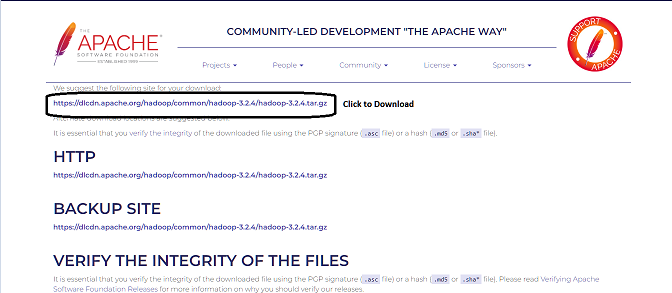 THE
APACHE®
SOFTWARE FOUNDATION
ESTABLISHED 1999
COMMUNITY-LED DEVELOPMENT "THE APACHE WAY"
SUPPORT
APACHE
Projects People Community License Sponsors
We suggest the following site for your download:
https://dlcdn.apache.org/hadoop/common/hadoop-3.2.4/hadoop-3.2.4.tar.gz Click to Download
Alternate download locations are suggested below.
It is essential that you verify the integrity of the downloaded file using the PGP signature (.asc file) or a hash (.md5 or .sha* file).
HTTP
https://dlcdn.apache.org/hadoop/common/hadoop-3.2.4/hadoop-3.2.4.tar.gz
BACKUP SITE
https://dlcdn.apache.org/hadoop/common/hadoop-3.2.4/hadoop-3.2.4.tar.gz
VERIFY THE INTEGRITY OF THE FILES
It is essential that you verify the integrity of the downloaded file using the PGP signature (.asc file) or a hash (.md5 or .sha* file). Please read Verifying Apache
Software Foundation Releases for more information on why you should verify our releases.